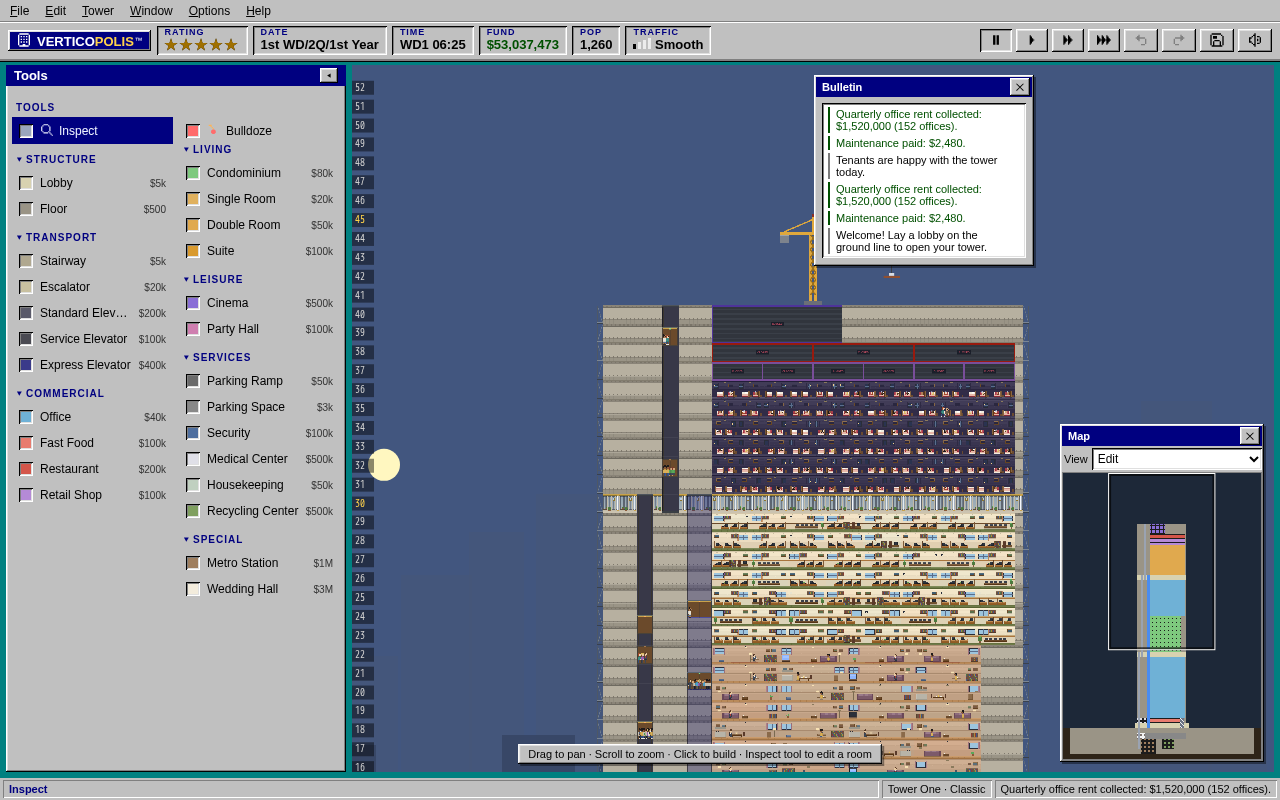 File Edit Tower Window Options Help
VERTICOPOLIS™
RATING
DATE
1st WD/2Q/1st Year
TIME
WD1 06:25
FUND
$53,037,473
POP
1,260
TRAFFIC
Smooth
Tools
TOOLS
Inspect
Bulldoze
STRUCTURE
Lobby $5k
Floor $500
TRANSPORT
Stairway $5k
Escalator $20k
Standard Elev… $200k
Service Elevator $100k
Express Elevator $400k
COMMERCIAL
Office $40k
Fast Food $100k
Restaurant $200k
Retail Shop $100k
LIVING
Condominium $80k
Single Room $20k
Double Room $50k
Suite $100k
LEISURE
Cinema $500k
Party Hall $100k
SERVICES
Parking Ramp $50k
Parking Space $3k
Security $100k
Medical Center $500k
Housekeeping $50k
Recycling Center $500k
SPECIAL
Metro Station $1M
Wedding Hall $3M
52
51
50
49
48
47
46
45
44
43
42
41
40
39
38
37
36
35
34
33
32
31
30
29
28
27
26
25
24
23
22
21
20
19
18
17
16
Bulletin
Quarterly office rent collected:
$1,520,000 (152 offices).
Maintenance paid: $2,480.
Tenants are happy with the tower
today.
Quarterly office rent collected:
$1,520,000 (152 offices).
Maintenance paid: $2,480.
Welcome! Lay a lobby on the
ground line to open your tower.
Map
View Edit
Drag to pan · Scroll to zoom · Click to build · Inspect tool to edit a room
Inspect
Tower One · Classic
Quarterly office rent collected: $1,520,000 (152 offices).